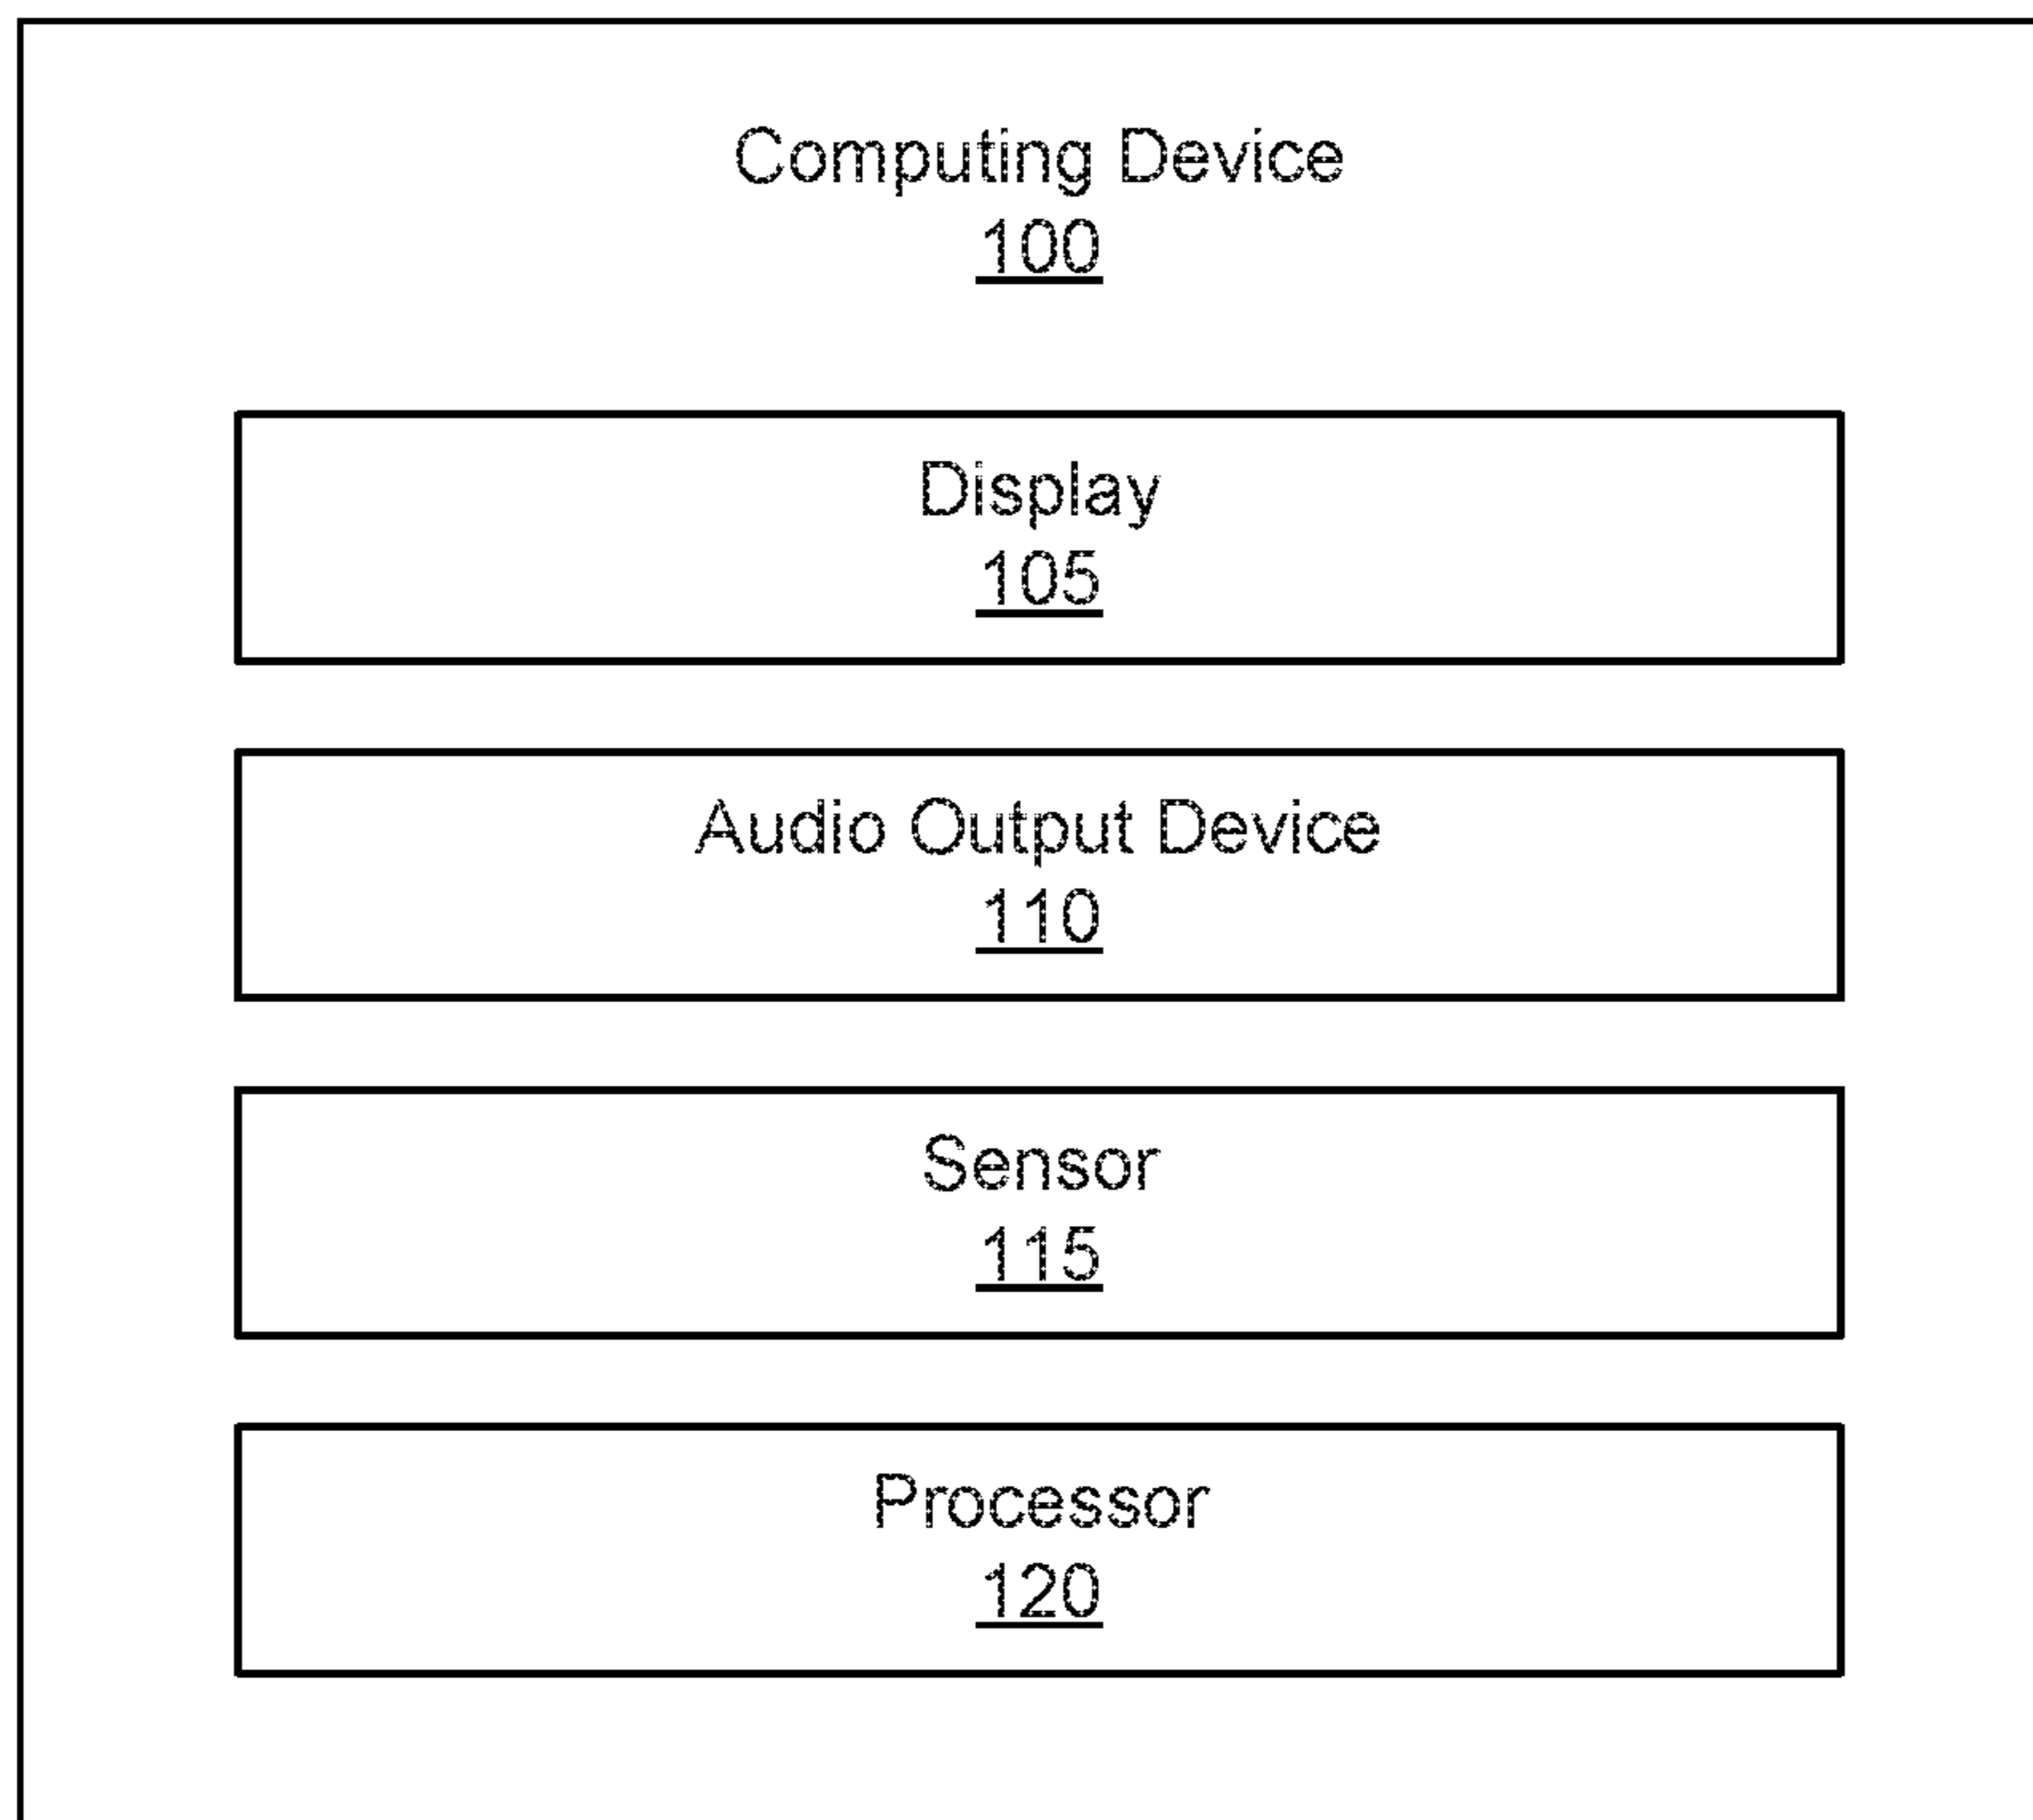 Computing Device
100
Display
105
Audio Output Device
110
Sensor
115
Processor
120